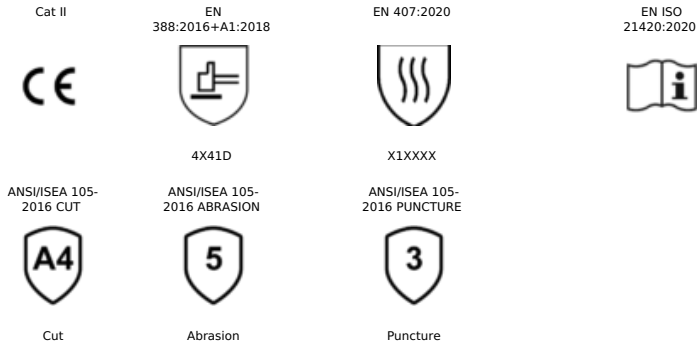 Cat II
EN
388:2016+A1:2018
EN 407:2020
EN ISO
21420:2020
CE
i
4X41D
X1XXXX
ANSI/ISEA 105-
2016 CUT
ANSI/ISEA 105-
2016 ABRASION
ANSI/ISEA 105-
2016 PUNCTURE
A4
5
3
Cut
Abrasion
Puncture